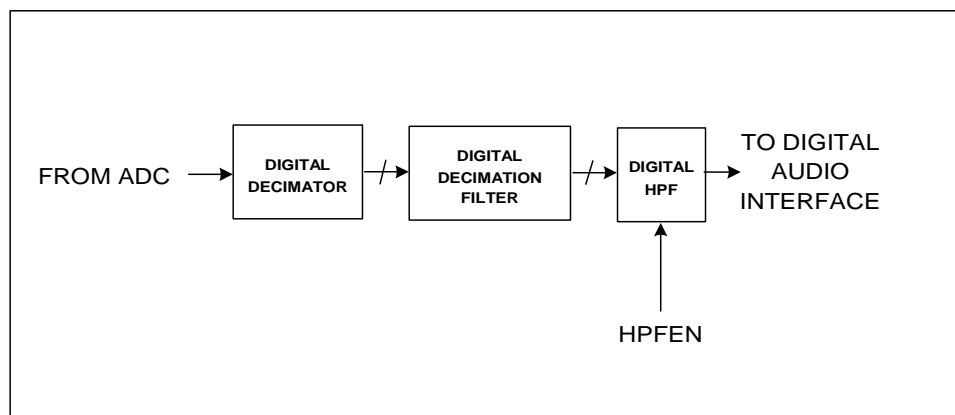 FROM ADC
DIGITAL
DECIMATOR
DIGITAL
DECIMATION
FILTER
DIGITAL
HPF
TO DIGITAL
AUDIO
INTERFACE
HPFEN